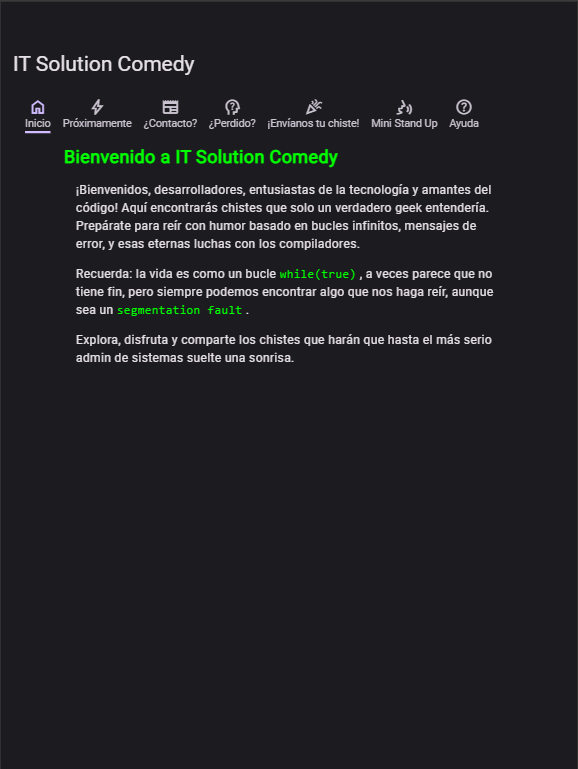 IT Solution Comedy
Inicio Próximamente ¿Contacto? ¿Perdido? ¡Envíanos tu chiste! Mini Stand Up Ayuda
Bienvenido a IT Solution Comedy
¡Bienvenidos, desarrolladores, entusiastas de la tecnología y amantes del
código! Aquí encontrarás chistes que solo un verdadero geek entendería.
Prepárate para reír con humor basado en bucles infinitos, mensajes de
error, y esas eternas luchas con los compiladores.
Recuerda: la vida es como un bucle while(true), a veces parece que no
tiene fin, pero siempre podemos encontrar algo que nos haga reír, aunque
sea un segmentation fault.
Explora, disfruta y comparte los chistes que harán que hasta el más serio
admin de sistemas suelte una sonrisa.